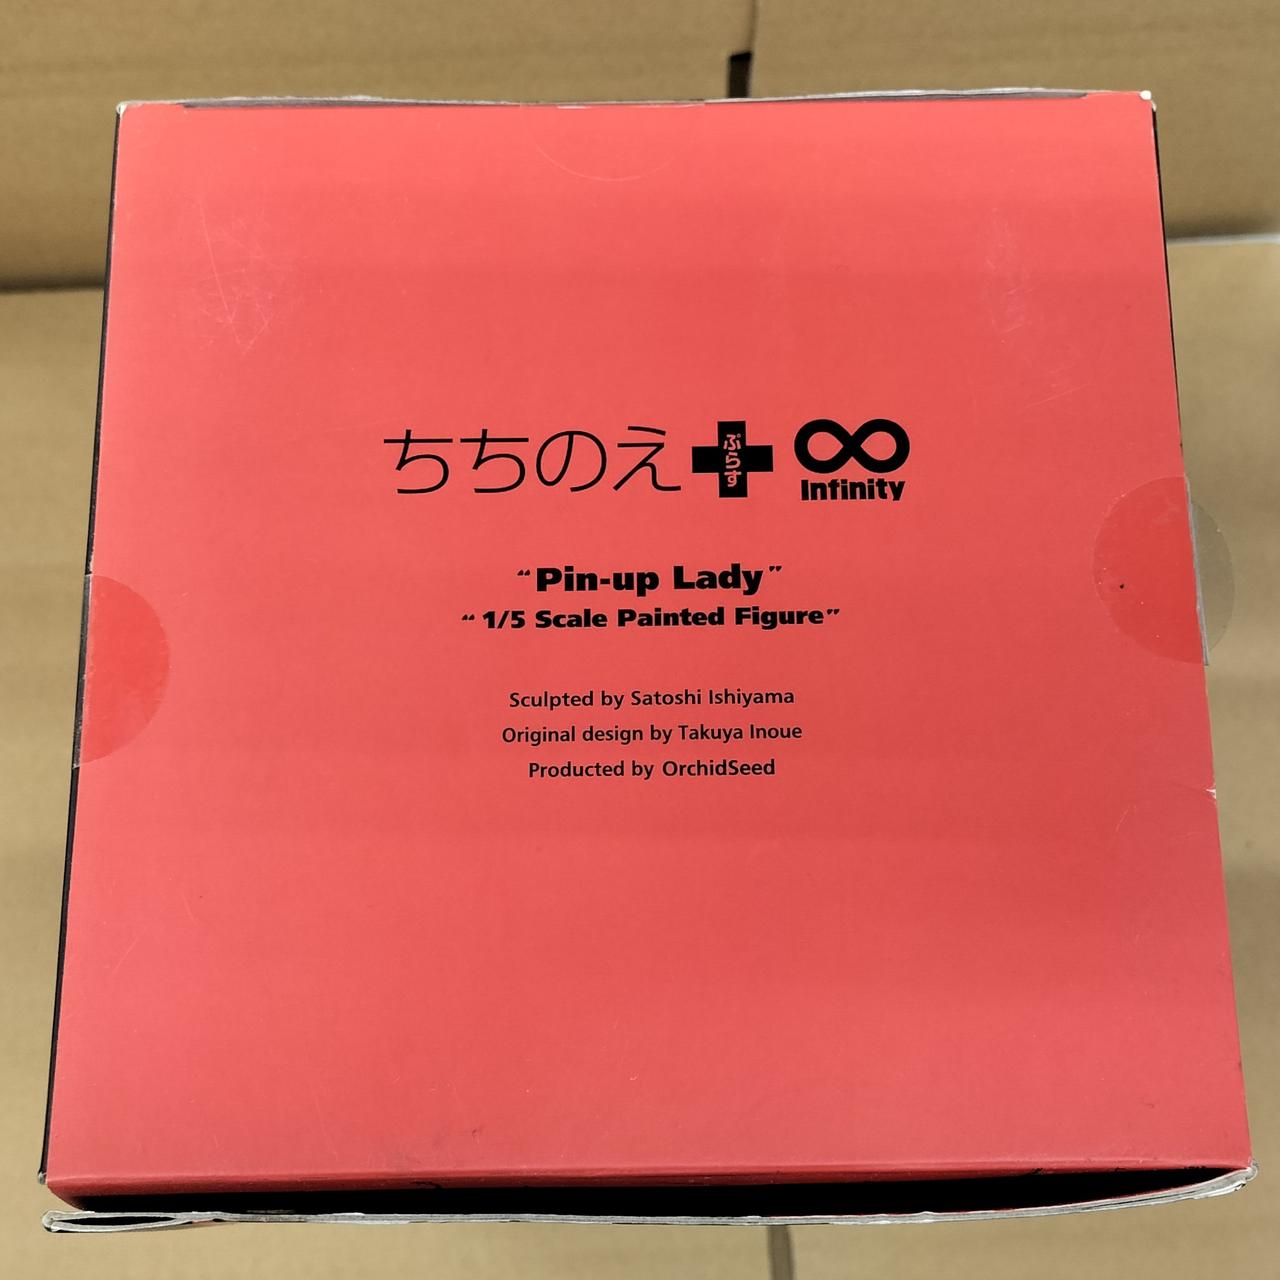 ちちのえ ぷらす ∞ Infinity
“Pin-up Lady”
“1/5 Scale Painted Figure”
Sculpted by Satoshi Ishiyama
Original design by Takuya Inoue
Producted by OrchidSeed